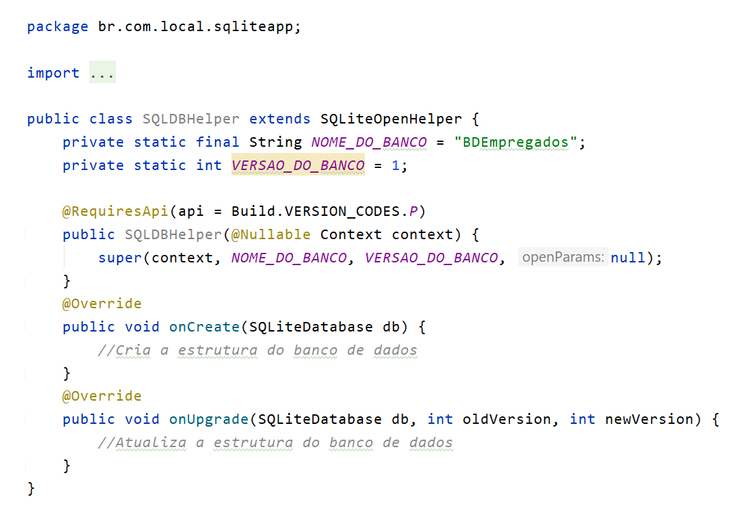 package br.com.local.sqliteapp;
import ...
public class SQLDBHelper extends SQLiteOpenHelper {
private static final String NOME_DO_BANCO = "BDEmpregados";
private static int VERSAO_DO_BANCO = 1;
@RequiresApi(api = Build.VERSION_CODES.P)
public SQLDBHelper(@Nullable Context context) {
super(context, NOME_DO_BANCO, VERSAO_DO_BANCO, openParams: null);
}
@Override
public void onCreate(SQLiteDatabase db) {
//Cria a estrutura do banco de dados
}
@Override
public void onUpgrade(SQLiteDatabase db, int oldVersion, int newVersion) {
//Atualiza a estrutura do banco de dados
}
}